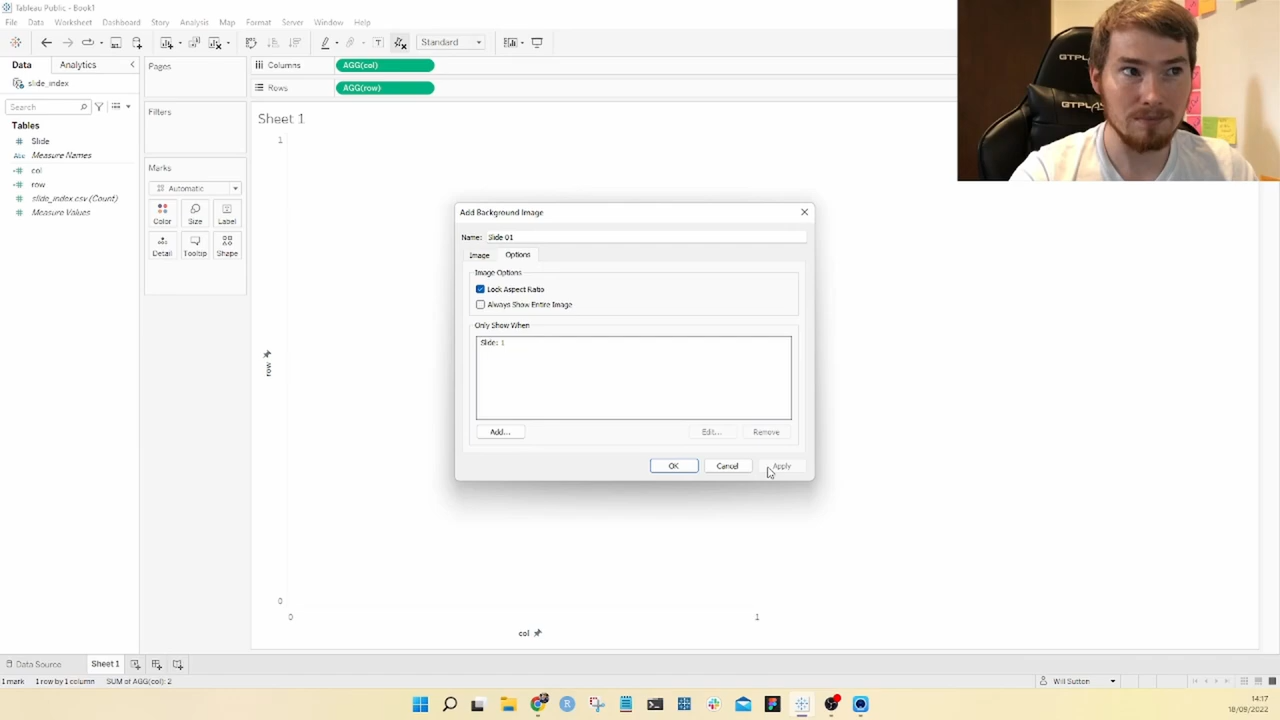 Tableau Public - Book1
File Data Worksheet Dashboard Story Analysis Map Format Server Window Help
Standard
Data Analytics
slide_index
Search
Tables
Slide
Measure Names
col
row
slide_index.csv (Count)
Measure Values
Pages
Filters
Marks
Automatic
Color Size Label
Detail Tooltip Shape
Columns AGG(col)
Rows AGG(row)
Sheet 1
1
row
0
0 1
col
Add Background Image
Name: Slide 01
Image Options
Image Options
Lock Aspect Ratio
Always Show Entire Image
Only Show When
Slide: 1
Add... Edit... Remove
OK Cancel Apply
GTPLAY
Data Source Sheet 1
1 mark 1 row by 1 column SUM of AGG(col): 2
Will Sutton
14:17
18/09/2022